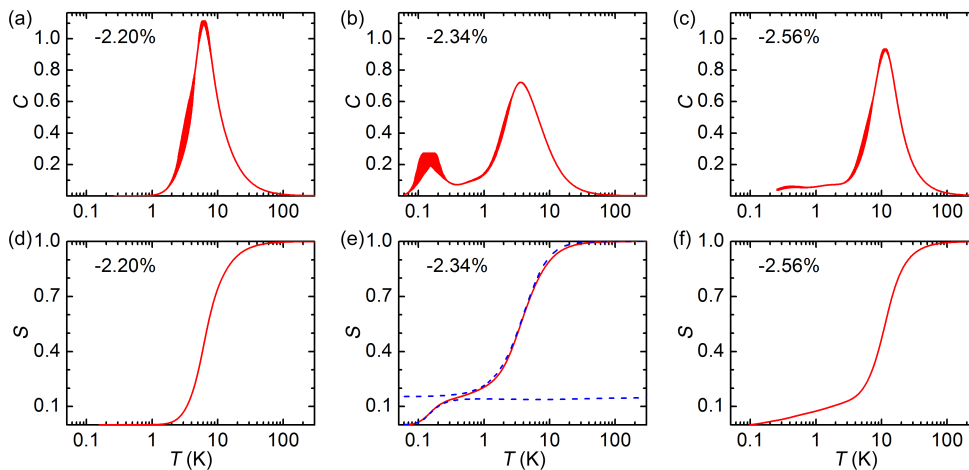 (a) -2.20% (b) -2.34% (c) -2.56%
C C C
1.0 1.0 1.0
0.8 0.8 0.8
0.6 0.6 0.6
0.4 0.4 0.4
0.2 0.2 0.2
0.1 1 10 100 0.1 1 10 100 0.1 1 10 100
(d) -2.20% (e) -2.34% (f) -2.56%
S S S
1.0 1.0 1.0
0.7 0.7 0.7
0.4 0.4 0.4
0.1 0.1 0.1
0.1 1 10 100 0.1 1 10 100 0.1 1 10 100
T (K) T (K) T (K)